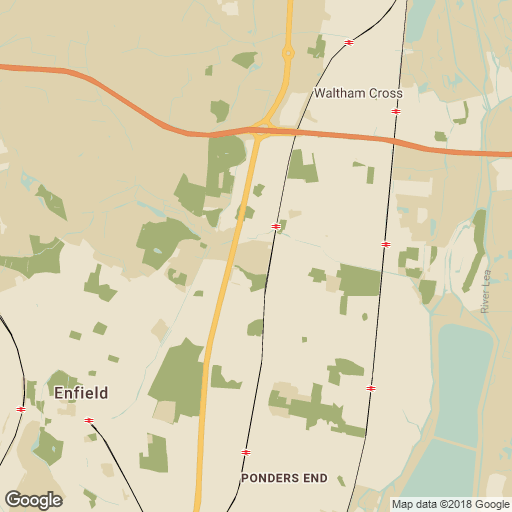 Waltham Cross
River Lea
Enfield
PONDERS END
Google
Map data ©2018 Google